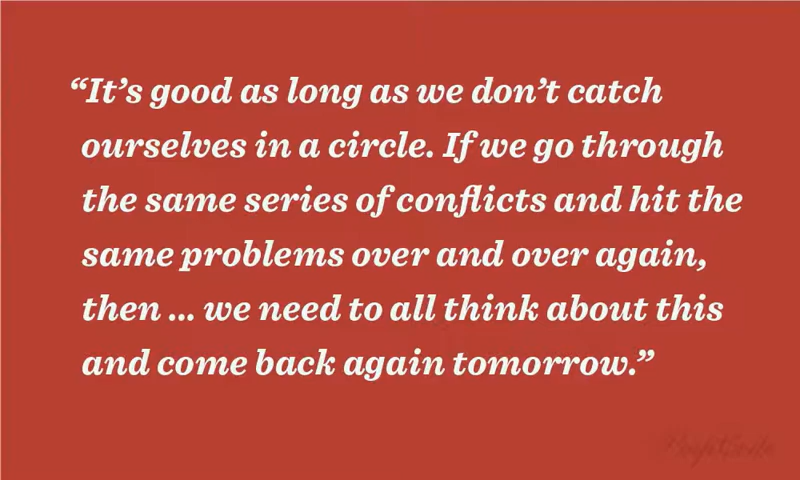 “It’s good as long as we don’t catch
ourselves in a circle. If we go through
the same series of conflicts and hit the
same problems over and over again,
then ... we need to all think about this
and come back again tomorrow.”